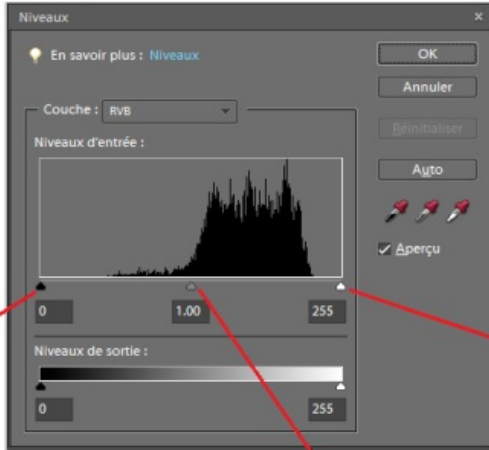 Niveaux
En savoir plus : Niveaux
OK
Annuler
Couche : RVB
Réinitialiser
Niveaux d'entrée :
Auto
Aperçu
0 1.00 255
Niveaux de sortie :
0 255